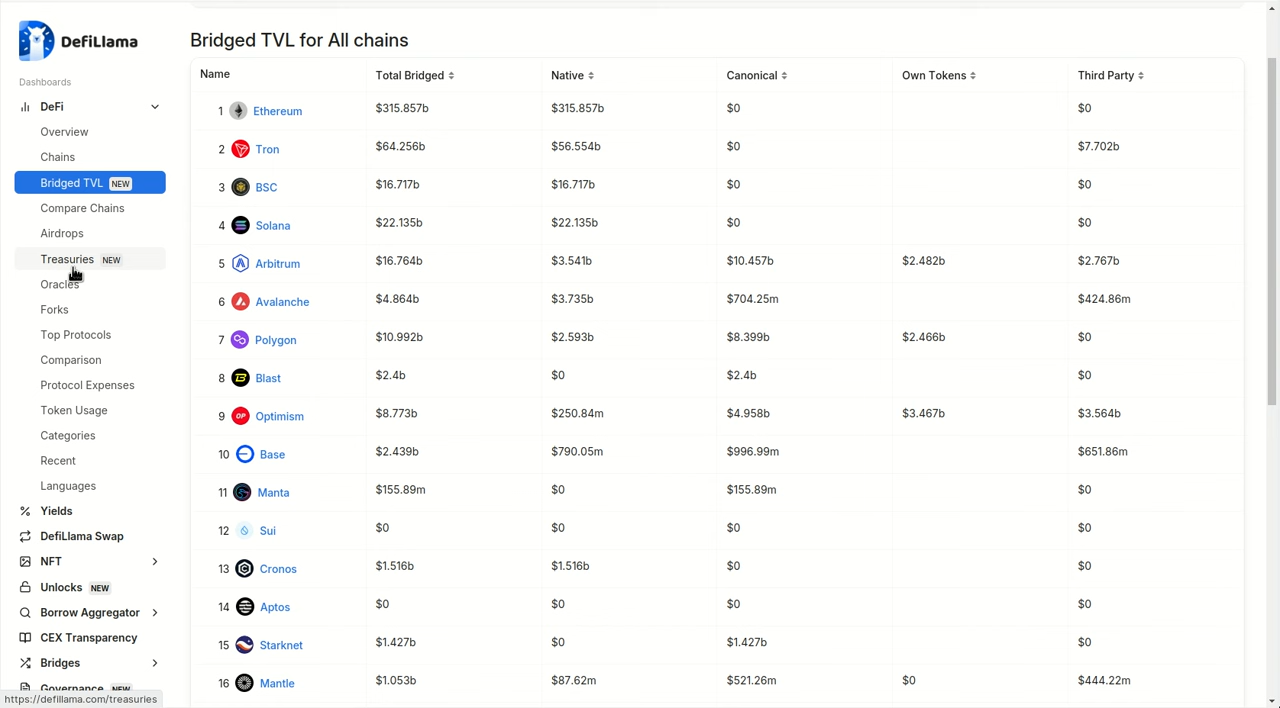 DefiLlama
Dashboards
DeFi
Overview
Chains
Bridged TVL NEW
Compare Chains
Airdrops
Treasuries NEW
Oracles
Forks
Top Protocols
Comparison
Protocol Expenses
Token Usage
Categories
Recent
Languages
Yields
DefiLlama Swap
NFT
Unlocks NEW
Borrow Aggregator
CEX Transparency
Bridges
Governance NEW
https://defillama.com/treasuries
Bridged TVL for All chains
Name Total Bridged Native Canonical Own Tokens Third Party
1 Ethereum $315.857b $315.857b $0 $0
2 Tron $64.256b $56.554b $0 $7.702b
3 BSC $16.717b $16.717b $0 $0
4 Solana $22.135b $22.135b $0 $0
5 Arbitrum $16.764b $3.541b $10.457b $2.482b $2.767b
6 Avalanche $4.864b $3.735b $704.25m $424.86m
7 Polygon $10.992b $2.593b $8.399b $2.466b $0
8 Blast $2.4b $0 $2.4b $0
9 Optimism $8.773b $250.84m $4.958b $3.467b $3.564b
10 Base $2.439b $790.05m $996.99m $651.86m
11 Manta $155.89m $0 $155.89m $0
12 Sui $0 $0 $0 $0
13 Cronos $1.516b $1.516b $0 $0
14 Aptos $0 $0 $0 $0
15 Starknet $1.427b $0 $1.427b $0
16 Mantle $1.053b $87.62m $521.26m $0 $444.22m